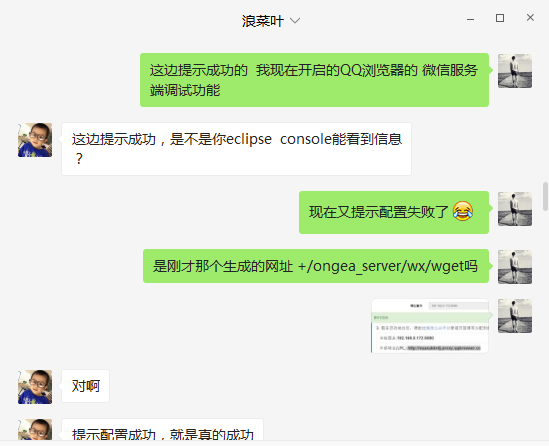 浪菜叶
这边提示成功的  我现在开启的QQ浏览器的 微信服务
端调试功能
这边提示成功，是不是你eclipse  console能看到信息
？
现在又提示配置失败了
是刚才那个生成的网址 +/ongea_server/wx/wget吗
对啊
提示配置成功，就是真的成功